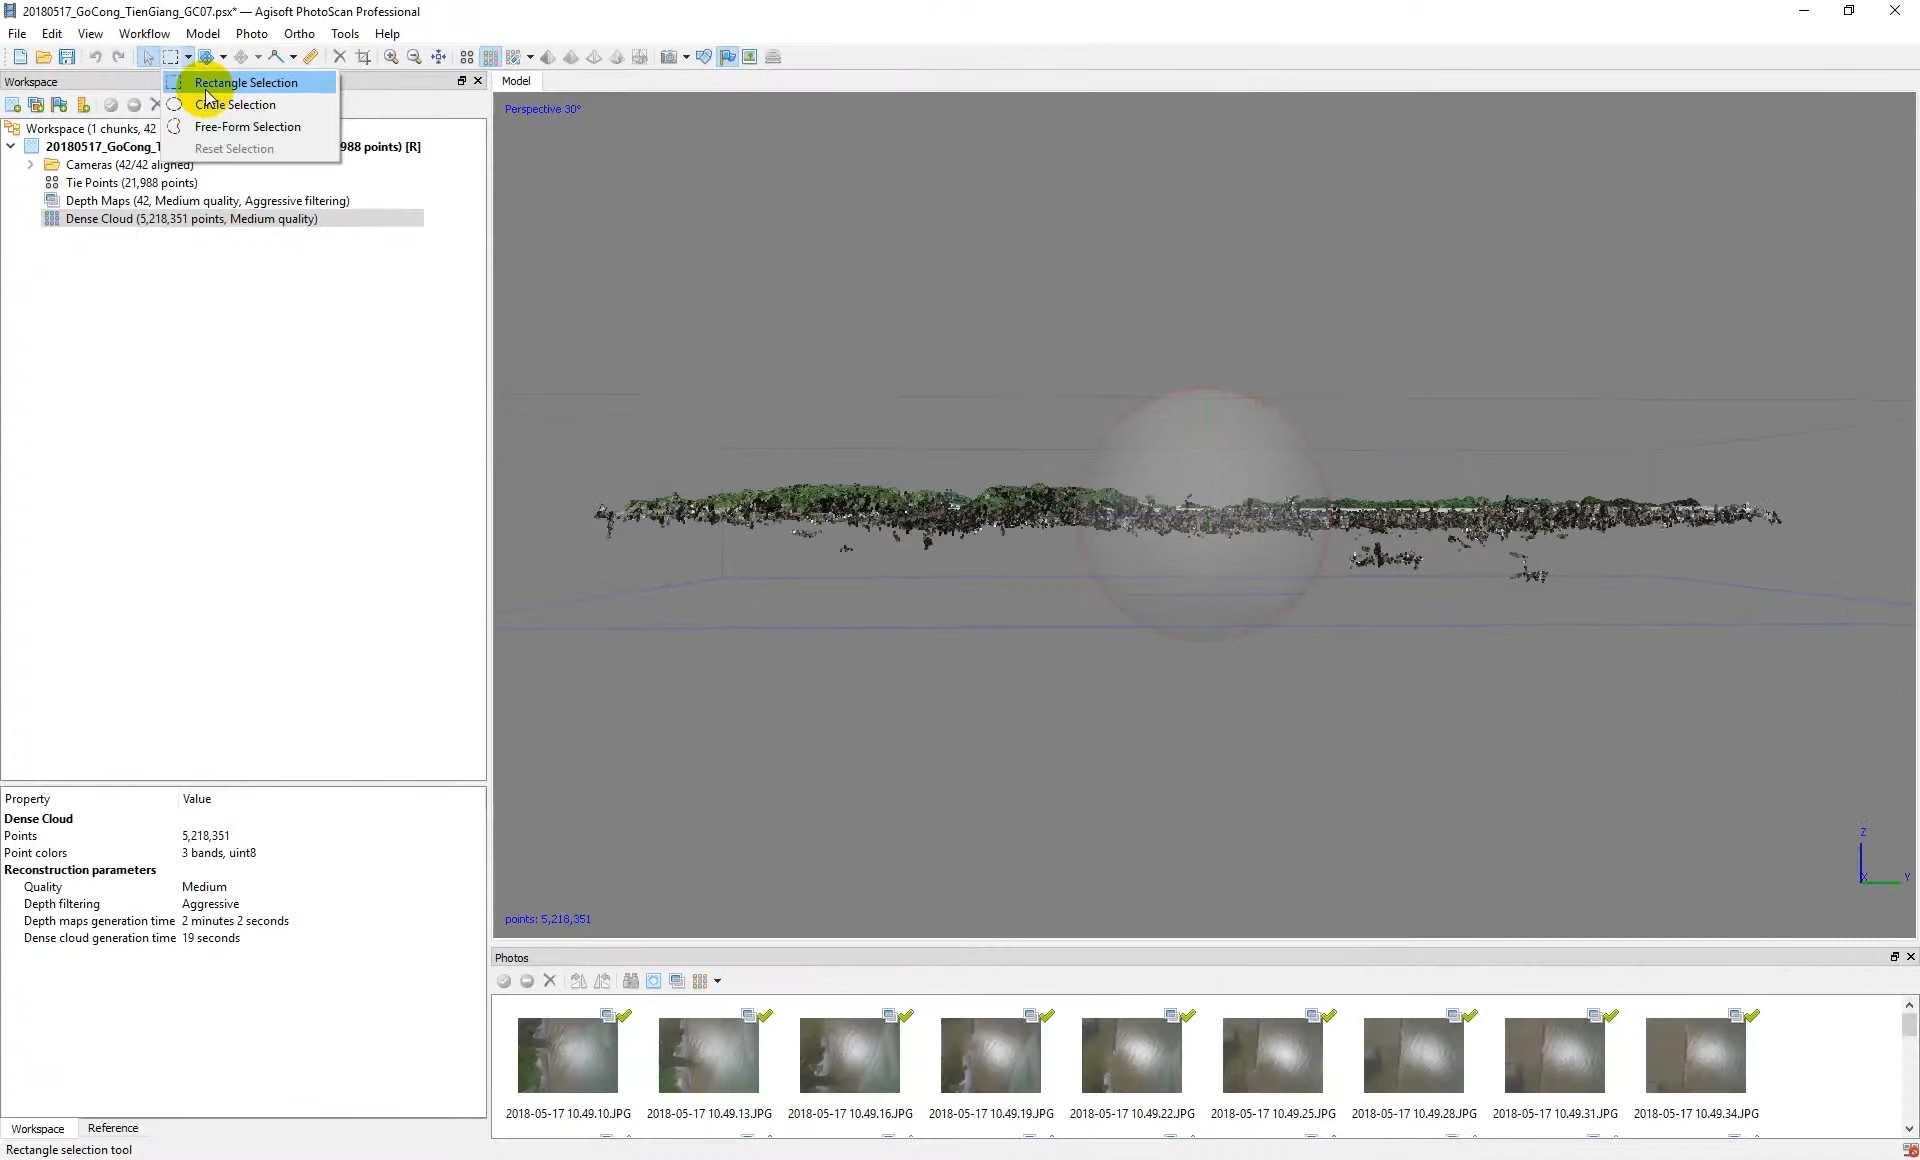 20180517_GoCong_TienGiang_GC07.psx* — Agisoft PhotoScan Professional
File Edit View Workflow Model Photo Ortho Tools Help
Workspace
Model
Rectangle Selection
Circle Selection
Free-Form Selection
Reset Selection
Perspective 30°
Workspace (1 chunks, 42
20180517_GoCong_T 988 points) [R]
Cameras (42/42 aligned)
Tie Points (21,988 points)
Depth Maps (42, Medium quality, Aggressive filtering)
Dense Cloud (5,218,351 points, Medium quality)
Property Value
Dense Cloud
Points 5,218,351
Point colors 3 bands, uint8
Reconstruction parameters
Quality Medium
Depth filtering Aggressive
Depth maps generation time 2 minutes 2 seconds
Dense cloud generation time 19 seconds
Z
X Y
points: 5,218,351
Photos
2018-05-17 10.49.10.JPG 2018-05-17 10.49.13.JPG 2018-05-17 10.49.16.JPG 2018-05-17 10.49.19.JPG 2018-05-17 10.49.22.JPG 2018-05-17 10.49.25.JPG 2018-05-17 10.49.28.JPG 2018-05-17 10.49.31.JPG 2018-05-17 10.49.34.JPG
Workspace Reference
Rectangle selection tool